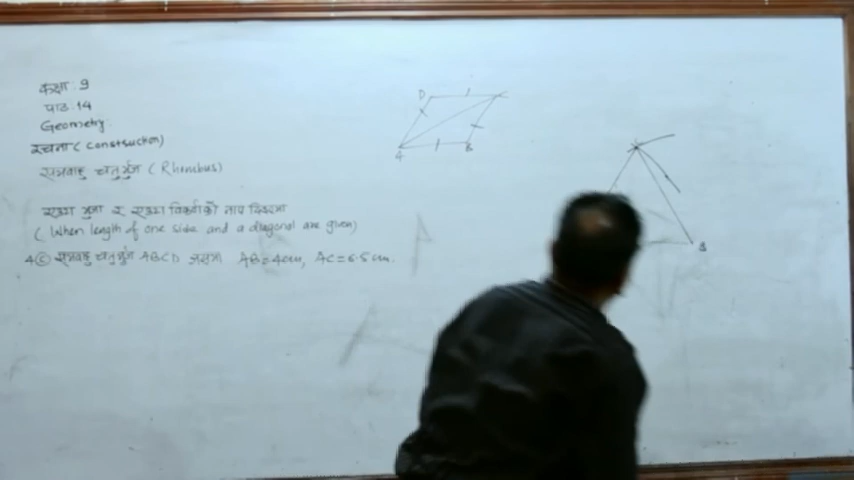 कक्षा: 9
पाठ: 14
Geometry:
रचना (Construction)
समबाहु चतुर्भुज (Rhombus)
एउटा भुजा र एउटा विकर्णको नाप दिएमा
(When length of one side and a diagonal are given)
4 ⓒ समबाहु चतुर्भुज ABCD जसमा AB=4cm, AC=6.5cm.
D C
A B
B